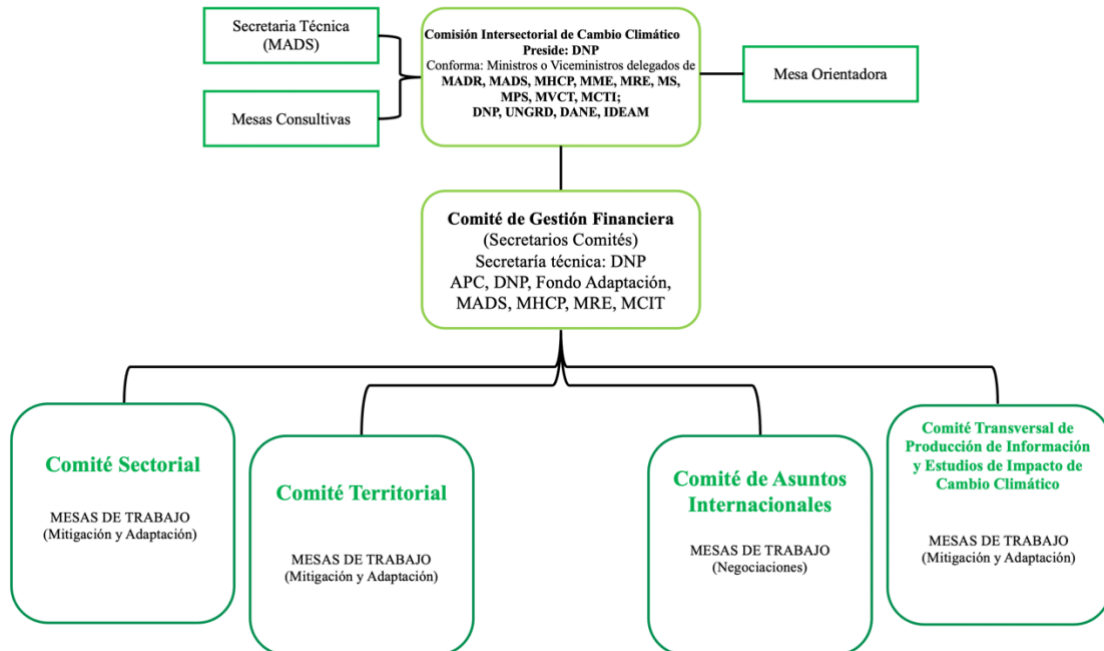 Secretaria Técnica
(MADS)
Mesas Consultivas
Comisión Intersectorial de Cambio Climático
Preside: DNP
Conforma: Ministros o Viceministros delegados de
MADR, MADS, MHCP, MME, MRE, MS,
MPS, MVCT, MCTI;
DNP, UNGRD, DANE, IDEAM
Mesa Orientadora
Comité de Gestión Financiera
(Secretarios Comités)
Secretaría técnica: DNP
APC, DNP, Fondo Adaptación,
MADS, MHCP, MRE, MCIT
Comité Sectorial
MESAS DE TRABAJO
(Mitigación y Adaptación)
Comité Territorial
MESAS DE TRABAJO
(Mitigación y Adaptación)
Comité de Asuntos
Internacionales
MESAS DE TRABAJO
(Negociaciones)
Comité Transversal de
Producción de Información
y Estudios de Impacto de
Cambio Climático
MESAS DE TRABAJO
(Mitigación y Adaptación)